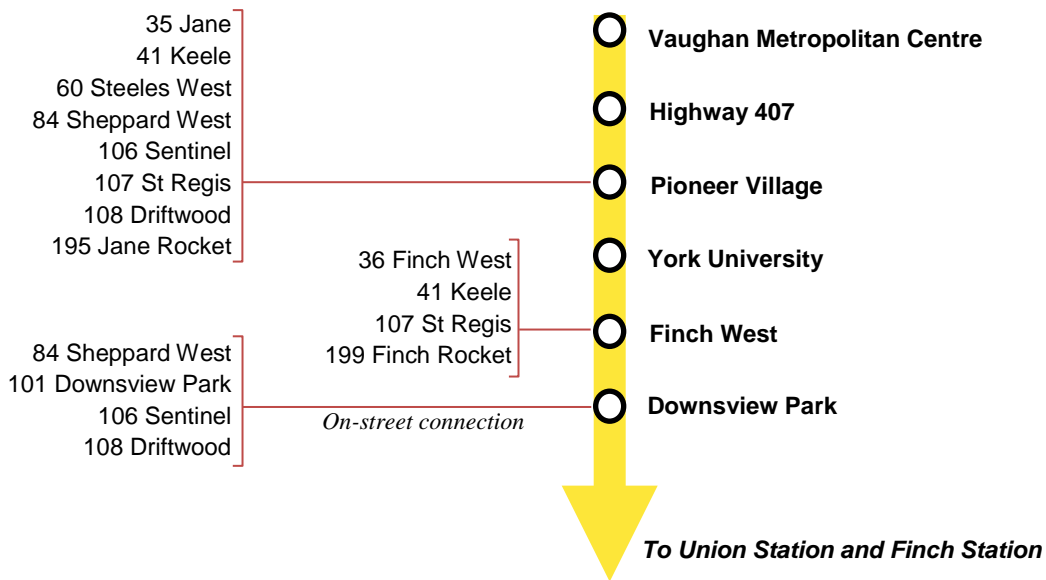 35 Jane
41 Keele
60 Steeles West
84 Sheppard West
106 Sentinel
107 St Regis
108 Driftwood
195 Jane Rocket
36 Finch West
41 Keele
107 St Regis
199 Finch Rocket
84 Sheppard West
101 Downsview Park
106 Sentinel
108 Driftwood
On-street connection
Vaughan Metropolitan Centre
Highway 407
Pioneer Village
York University
Finch West
Downsview Park
To Union Station and Finch Station